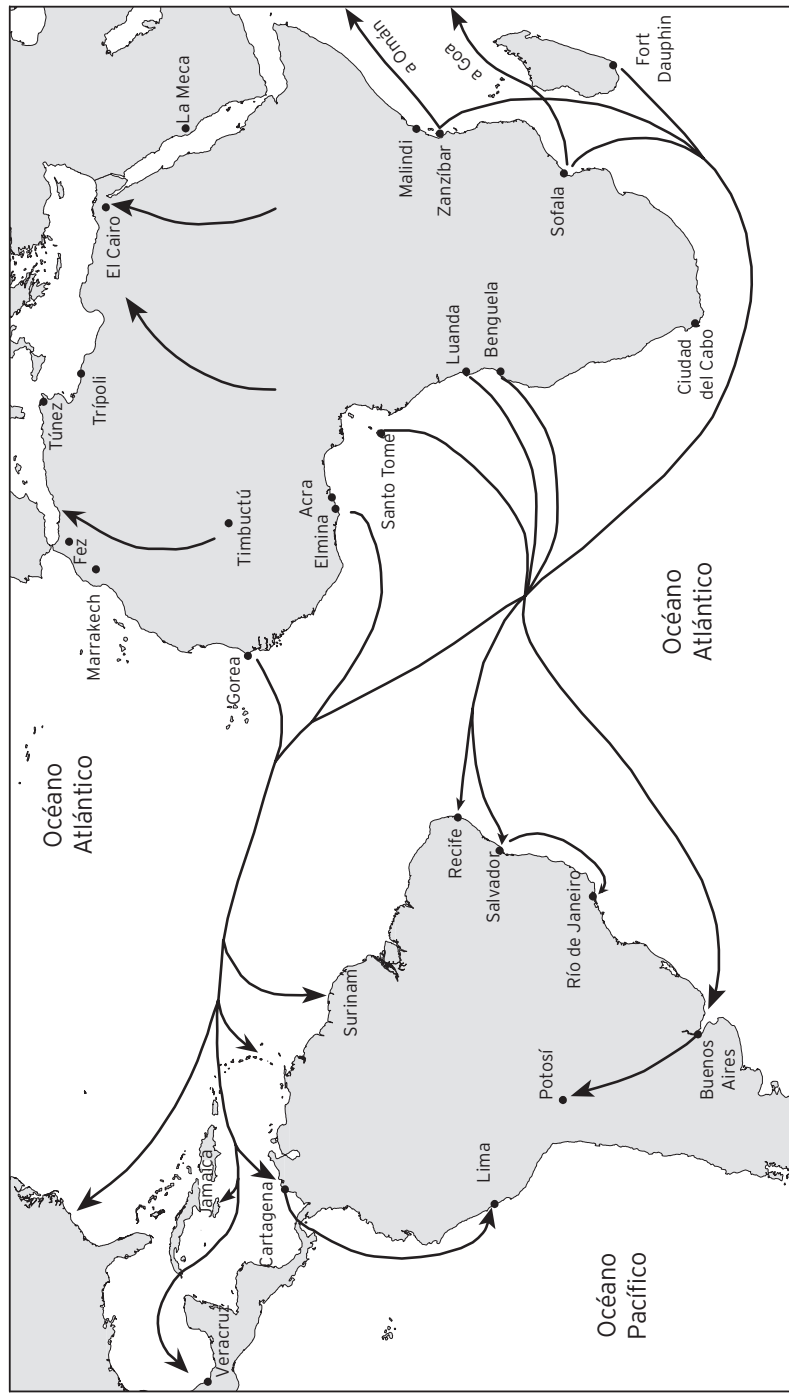 Océano
Atlántico
Túnez
Fez
Trípoli
Marrakech
El Cairo
La Meca
Jamaica
Veracruz
Gorea
Timbuctú
Cartagena
Acra
Elmina
Surinam
Santo Tomé
a Omán
Malindi
Zanzíbar
Luanda
Recife
a Goa
Lima
Benguela
Salvador
Potosí
Sofala
Río de Janeiro
Océano
Pacífico
Fort
Dauphin
Océano
Atlántico
Ciudad
del Cabo
Buenos
Aires